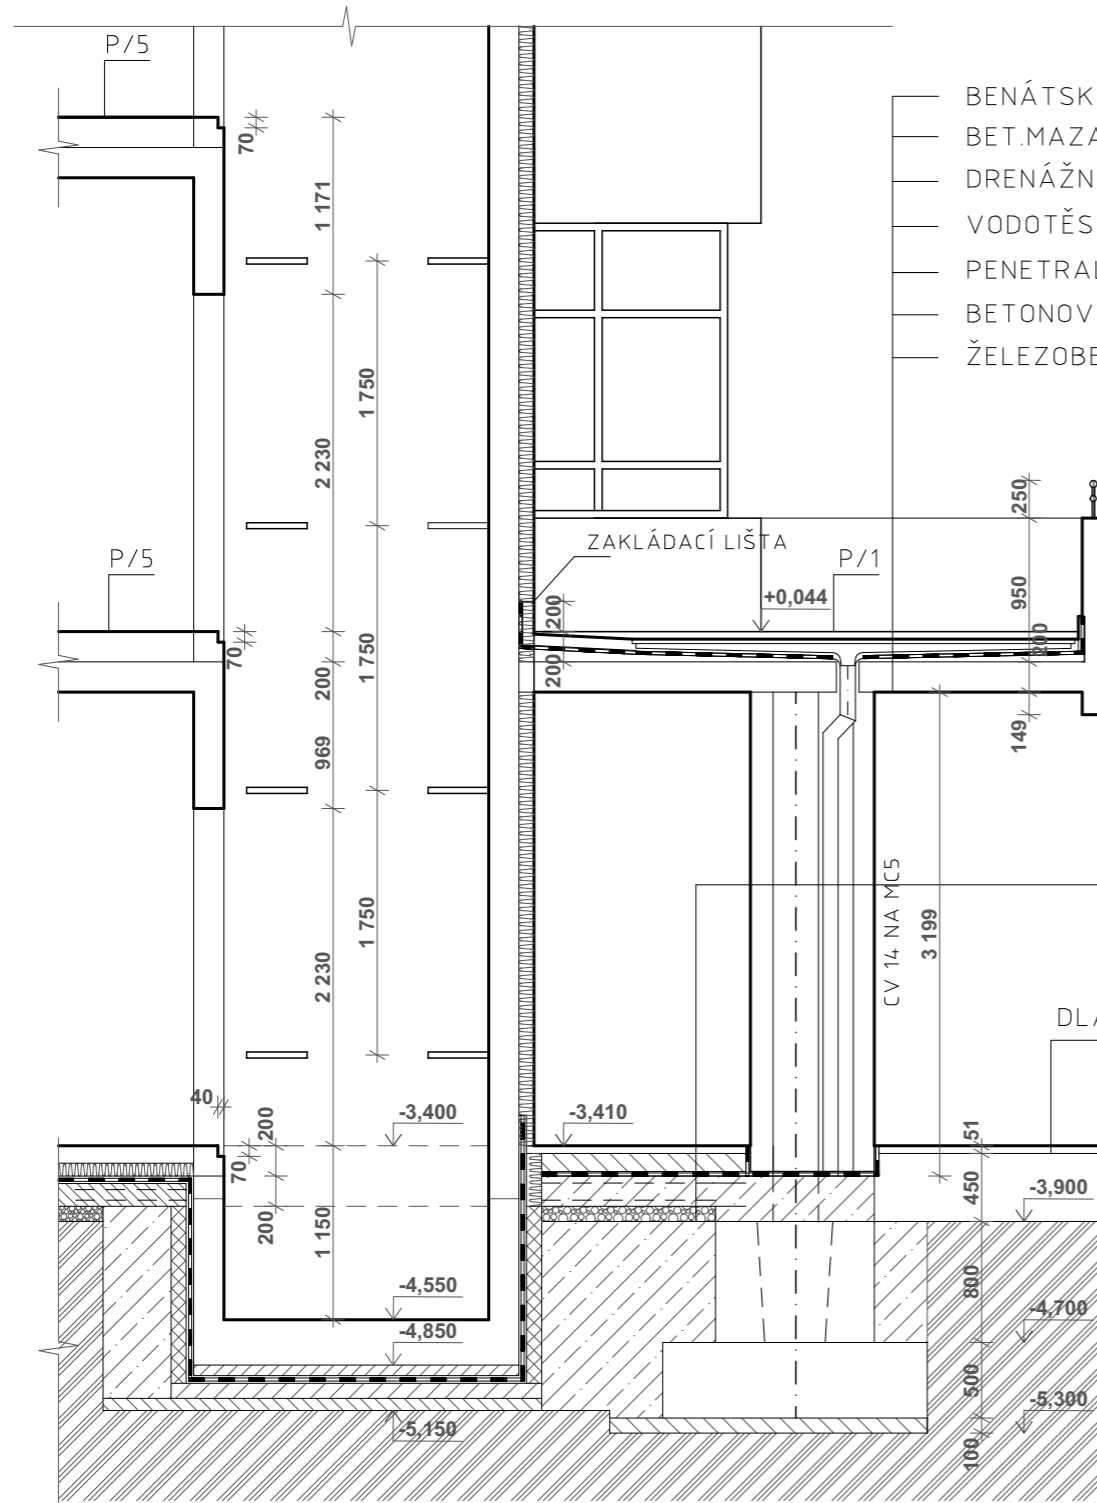 P/5
70
1 171
BENÁTSK
BET.MAZA
DRENÁŽN
VODOTĚS
PENETRA
BETONOV
ŽELEZOBE
1 750
2 230
250
ZAKLÁDACÍ LIŠTA
P/5
P/1
+0,044
950
200
200
200
70
1 750
200
149
969
CV 14 NA MC5
3 199
1 750
2 230
DLA
40
200
-3,400
-3,410
51
70
450
-3,900
200
1 150
800
-4,550
-4,700
-4,850
500
-5,300
-5,150
100